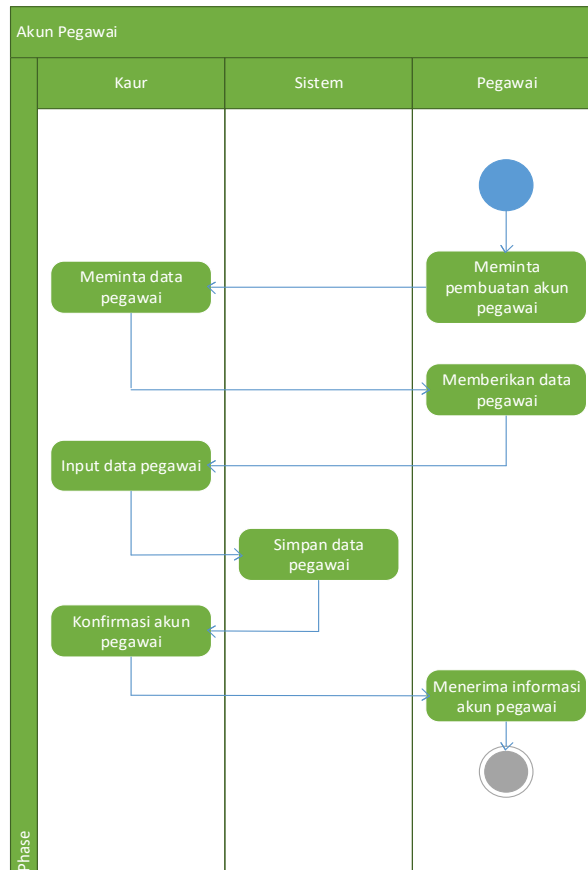 Akun Pegawai
Kaur
Sistem
Pegawai
Meminta
pembuatan akun
pegawai
Meminta data
pegawai
Memberikan data
pegawai
Input data pegawai
Simpan data
pegawai
Konfirmasi akun
pegawai
Menerima informasi
akun pegawai
Phase